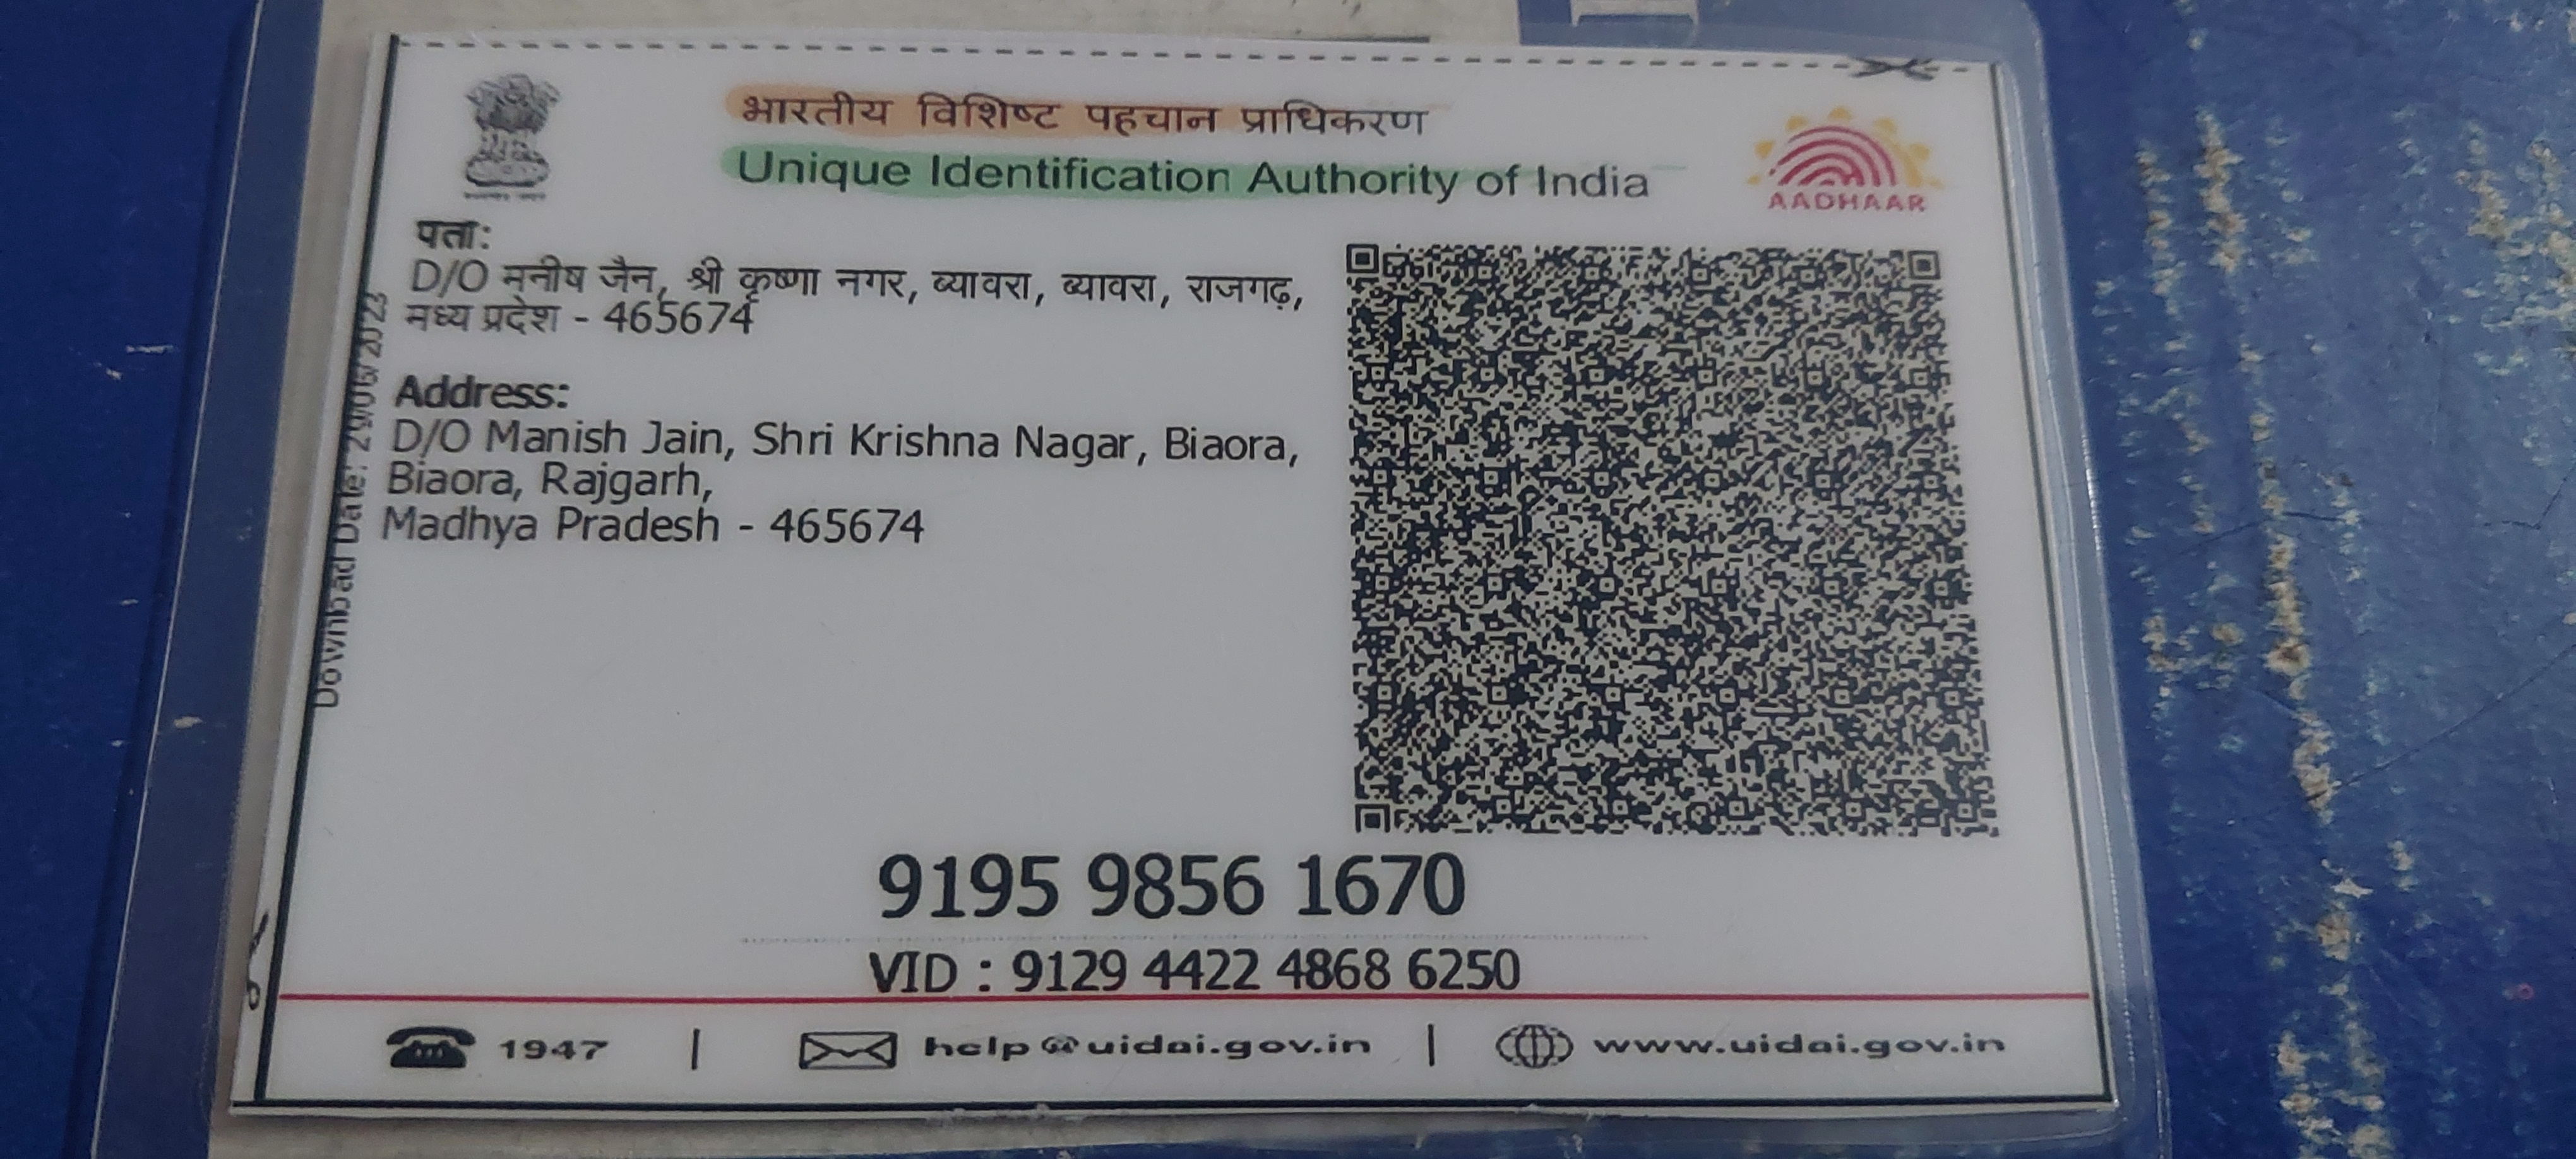 भारतीय विशिष्ट पहचान प्राधिकरण
Unique Identification Authority of India
AADHAAR
पता:
D/O मनीष जैन, श्री कृष्णा नगर, ब्यावरा, ब्यावरा, राजगढ़,
मध्य प्रदेश - 465674
Address:
D/O Manish Jain, Shri Krishna Nagar, Biaora,
Biaora, Rajgarh,
Madhya Pradesh - 465674
Download Date:
9195 9856 1670
VID : 9129 4422 4868 6250
1947 | help@uidai.gov.in | www.uidai.gov.in